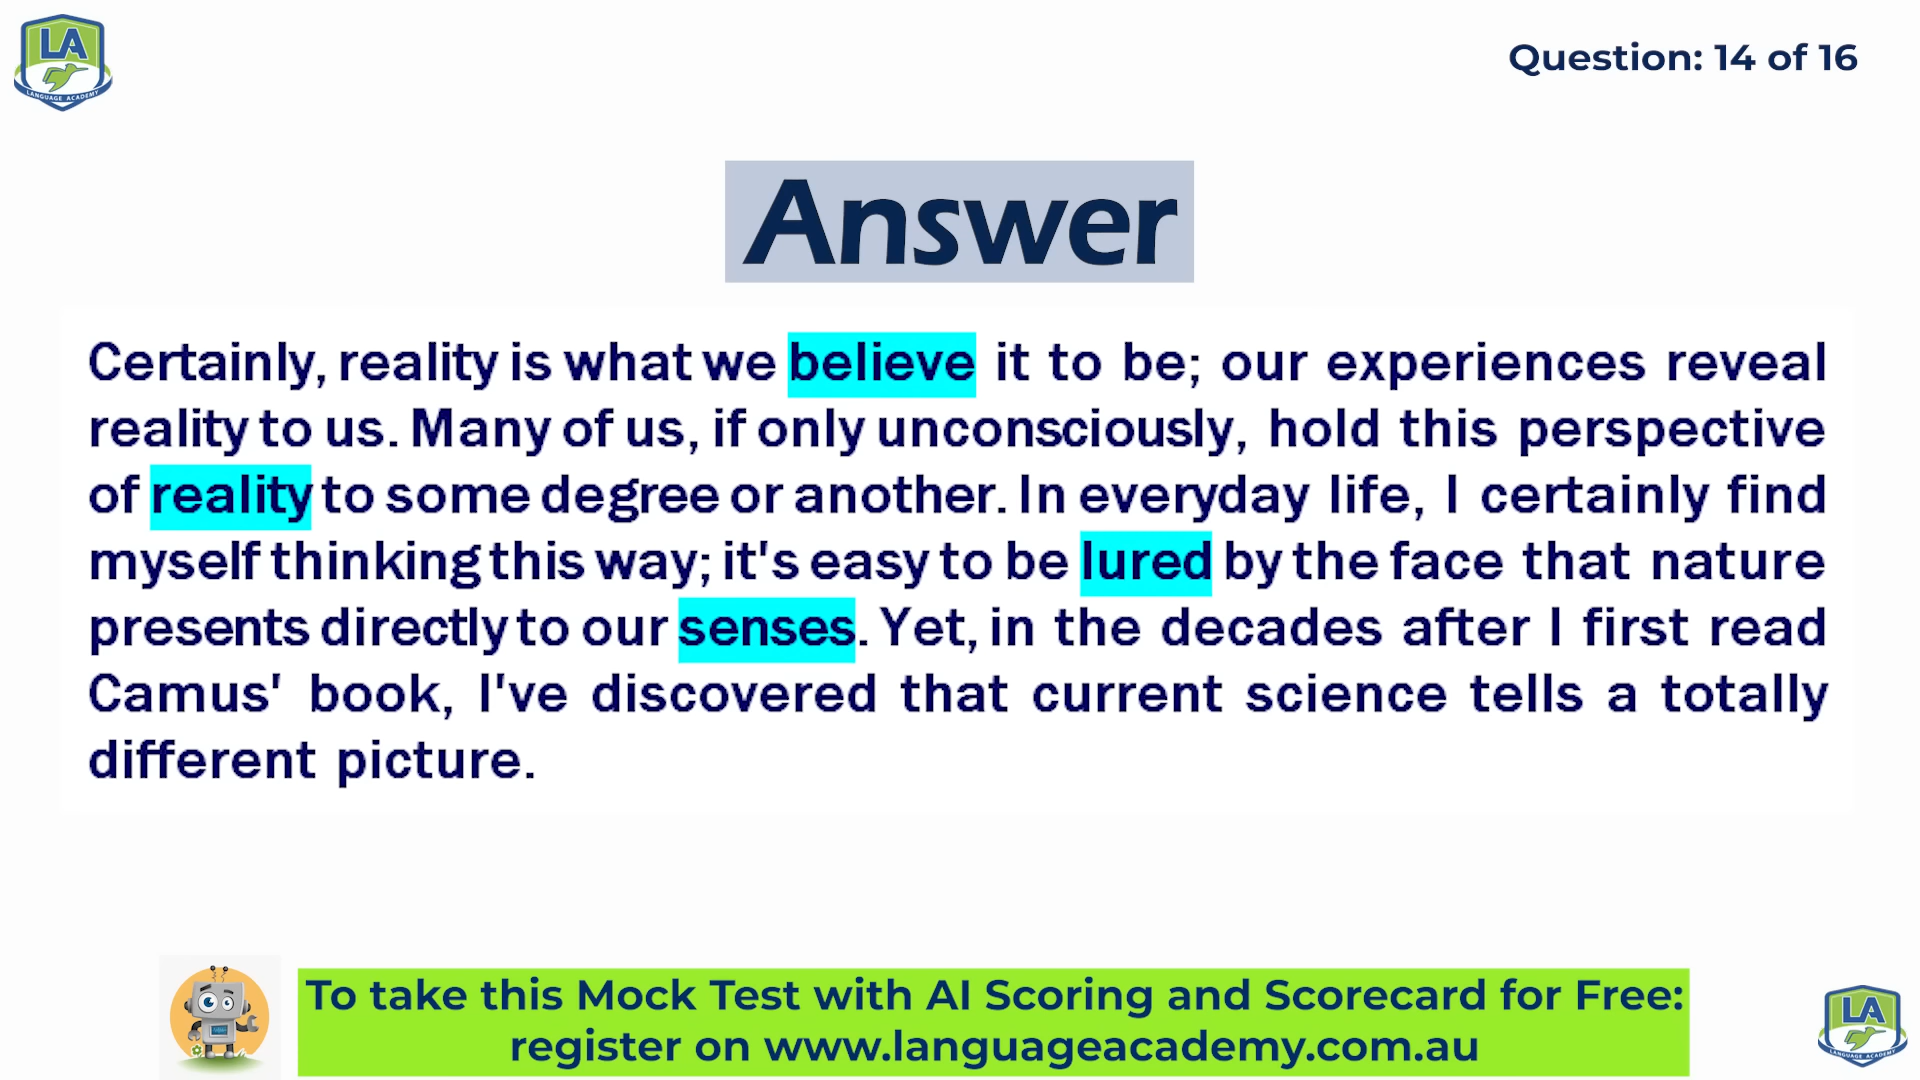 LA
LANGUAGE ACADEMY
Question: 14 of 16
Answer
Certainly, reality is what we believe it to be; our experiences reveal
reality to us. Many of us, if only unconsciously, hold this perspective
of reality to some degree or another. In everyday life, I certainly find
myself thinking this way; it's easy to be lured by the face that nature
presents directly to our senses. Yet, in the decades after I first read
Camus' book, I've discovered that current science tells a totally
different picture.
To take this Mock Test with AI Scoring and Scorecard for Free:
register on www.languageacademy.com.au
LA
LANGUAGE ACADEMY